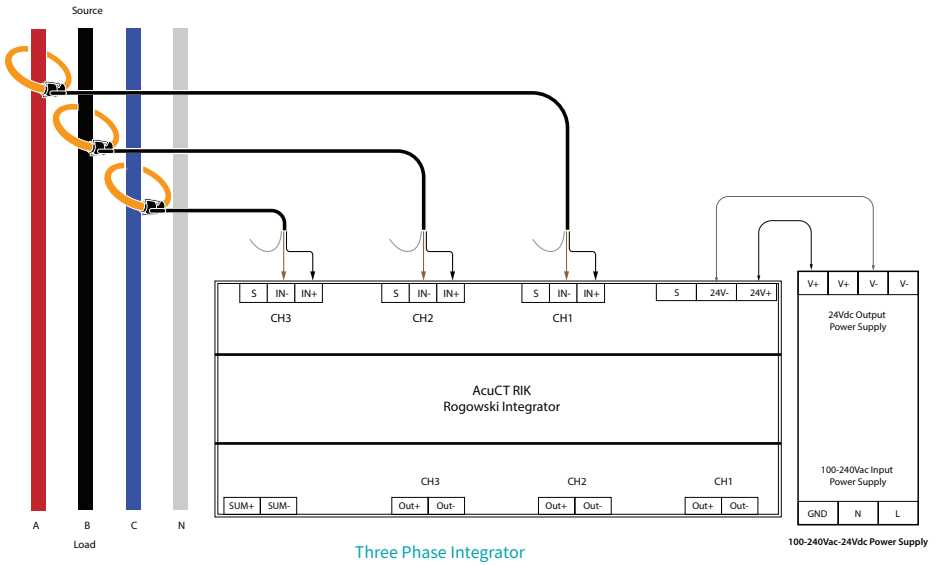 Source
S IN- IN+
CH3
S IN- IN+
CH2
S IN- IN+
CH1
S 24V- 24V+
V+ V+ V- V-
24Vdc Output
Power Supply
AcuCT RIK
Rogowski Integrator
100-240Vac Input
Power Supply
GND N L
100-240Vac-24Vdc Power Supply
SUM+ SUM-
CH3
Out+ Out-
CH2
Out+ Out-
CH1
Out+ Out-
A B C N
Load
Three Phase Integrator